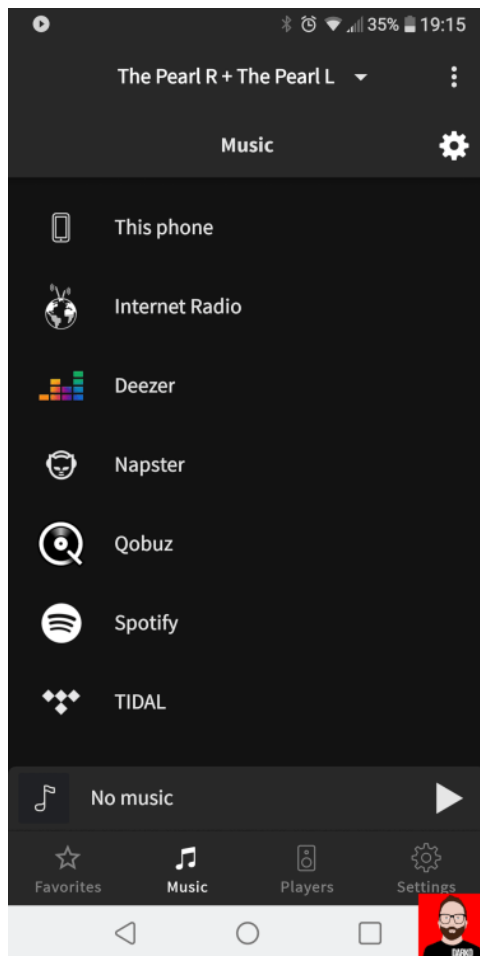 35% 19:15
The Pearl R + The Pearl L
Music
This phone
Internet Radio
Deezer
Napster
Qobuz
Spotify
TIDAL
No music
Favorites Music Players Settings
DARKO